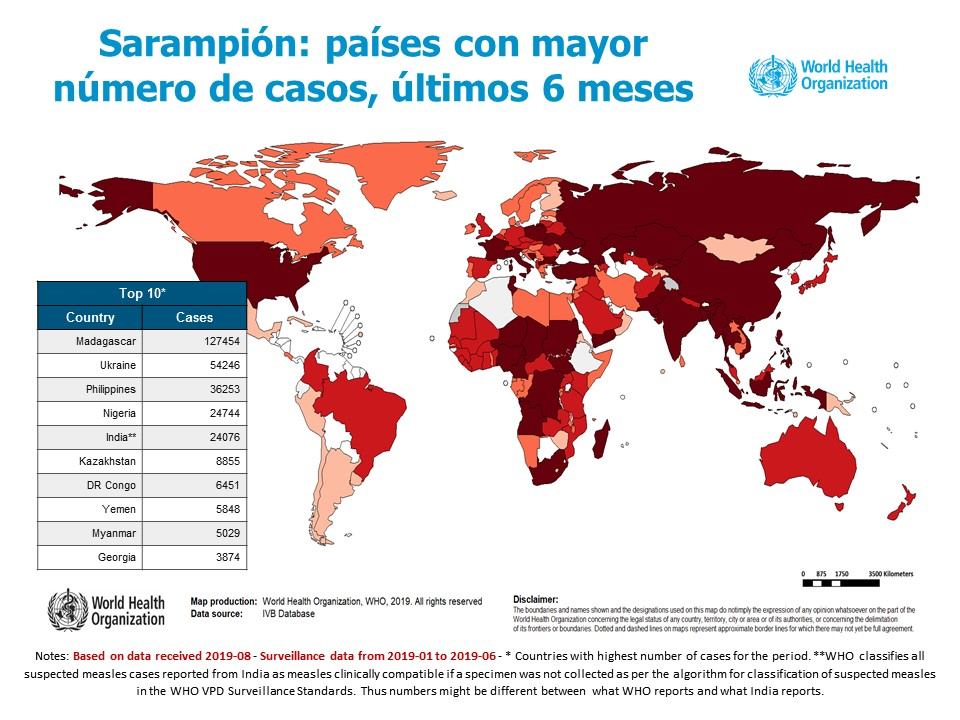 Sarampión: países con mayor
número de casos, últimos 6 meses
World Health
Organization
Top 10*
Country Cases
Madagascar 127454
Ukraine 54246
Philippines 36253
Nigeria 24744
India** 24076
Kazakhstan 8855
DR Congo 6451
Yemen 5848
Myanmar 5029
Georgia 3874
0 875 1750 3500 Kilometers
World Health
Organization
Map production: World Health Organization, WHO, 2019. All rights reserved
Data source: IVB Database
Disclaimer:
The boundaries and names shown and the designations used on this map do notimply the expression of any opinion whatsoever on the part of the
World Health Organization concerning the legal status of any country, territory, city or area or of its authorities, or concerning the delimitation
of its frontiers or boundaries. Dotted and dashed lines on maps represent approximate border lines for which there may not yet be full agreement.
Notes: Based on data received 2019-08 - Surveillance data from 2019-01 to 2019-06 - * Countries with highest number of cases for the period. **WHO classifies all
suspected measles cases reported from India as measles clinically compatible if a specimen was not collected as per the algorithm for classification of suspected measles
in the WHO VPD Surveillance Standards. Thus numbers might be different between what WHO reports and what India reports.